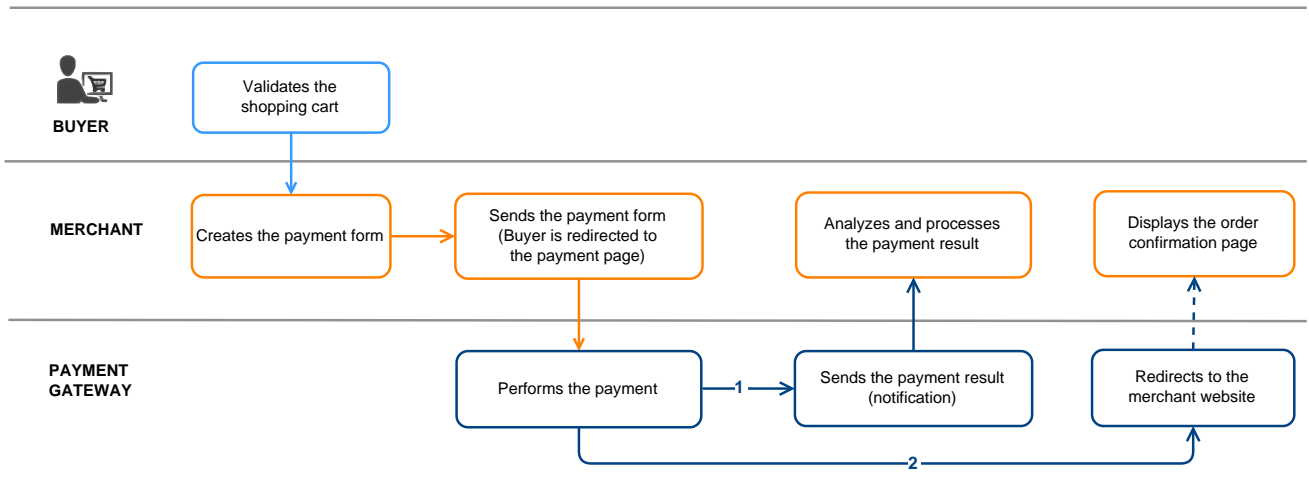 Validates the
shopping cart
BUYER
MERCHANT
Creates the payment form
Sends the payment form
(Buyer is redirected to
the payment page)
Analyzes and processes
the payment result
Displays the order
confirmation page
PAYMENT
GATEWAY
Performs the payment
1
Sends the payment result
(notification)
Redirects to the
merchant website
2